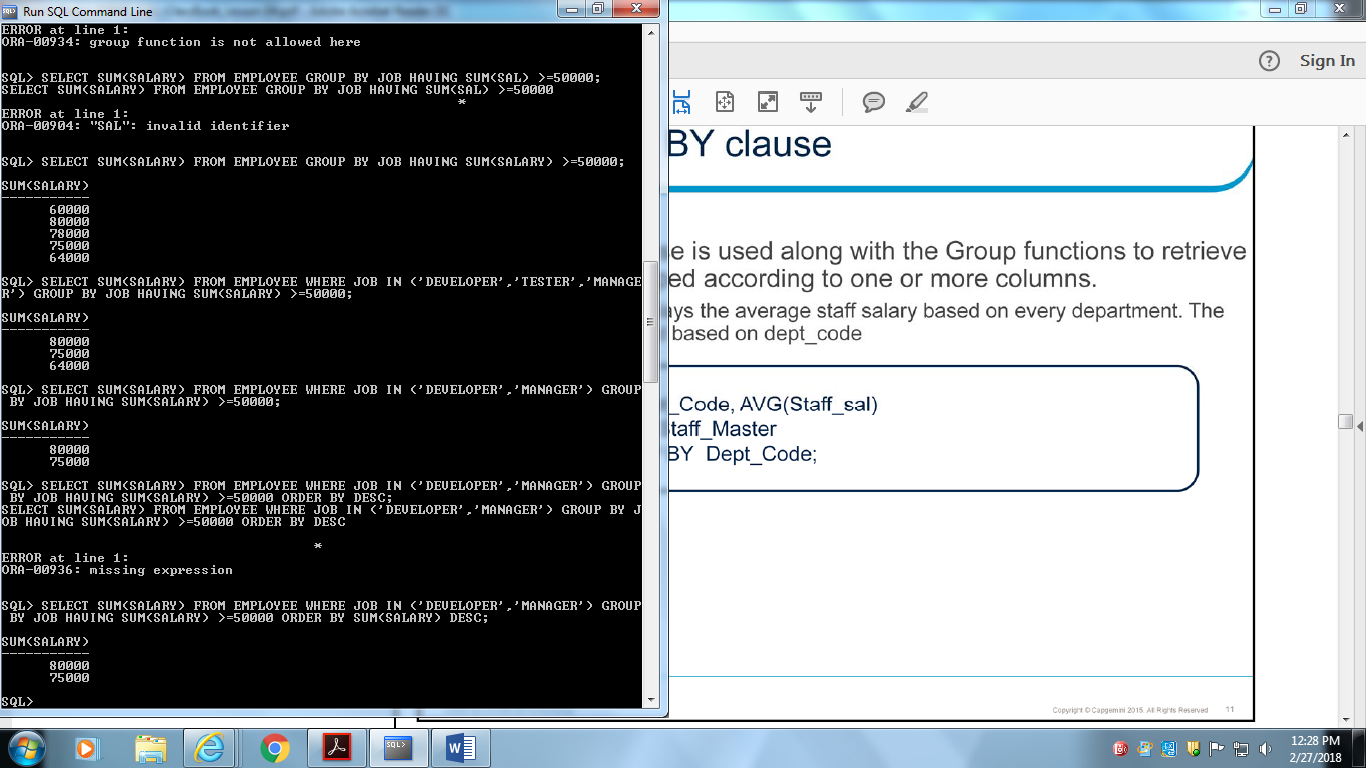 Run SQL Command Line
ERROR at line 1:
ORA-00934: group function is not allowed here
SQL> SELECT SUM(SALARY) FROM EMPLOYEE GROUP BY JOB HAVING SUM(SAL) >=50000;
SELECT SUM(SALARY) FROM EMPLOYEE GROUP BY JOB HAVING SUM(SAL) >=50000
*
ERROR at line 1:
ORA-00904: "SAL": invalid identifier
SQL> SELECT SUM(SALARY) FROM EMPLOYEE GROUP BY JOB HAVING SUM(SALARY) >=50000;
SUM(SALARY)
-----------
60000
80000
78000
75000
64000
SQL> SELECT SUM(SALARY) FROM EMPLOYEE WHERE JOB IN ('DEVELOPER','TESTER','MANAGE
R') GROUP BY JOB HAVING SUM(SALARY) >=50000;
SUM(SALARY)
-----------
80000
75000
64000
SQL> SELECT SUM(SALARY) FROM EMPLOYEE WHERE JOB IN ('DEVELOPER','MANAGER') GROUP
BY JOB HAVING SUM(SALARY) >=50000;
SUM(SALARY)
-----------
80000
75000
SQL> SELECT SUM(SALARY) FROM EMPLOYEE WHERE JOB IN ('DEVELOPER','MANAGER') GROUP
BY JOB HAVING SUM(SALARY) >=50000 ORDER BY DESC;
SELECT SUM(SALARY) FROM EMPLOYEE WHERE JOB IN ('DEVELOPER','MANAGER') GROUP BY J
OB HAVING SUM(SALARY) >=50000 ORDER BY DESC
*
ERROR at line 1:
ORA-00936: missing expression
SQL> SELECT SUM(SALARY) FROM EMPLOYEE WHERE JOB IN ('DEVELOPER','MANAGER') GROUP
BY JOB HAVING SUM(SALARY) >=50000 ORDER BY SUM(SALARY) DESC;
SUM(SALARY)
-----------
80000
75000
SQL>
Sign In
BY clause
e is used along with the Group functions to retrieve
ed according to one or more columns.
ays the average staff salary based on every department. The
based on dept_code
_Code, AVG(Staff_sal)
Staff_Master
BY Dept_Code;
Copyright © Capgemini 2015. All Rights Reserved 11
12:28 PM
2/27/2018